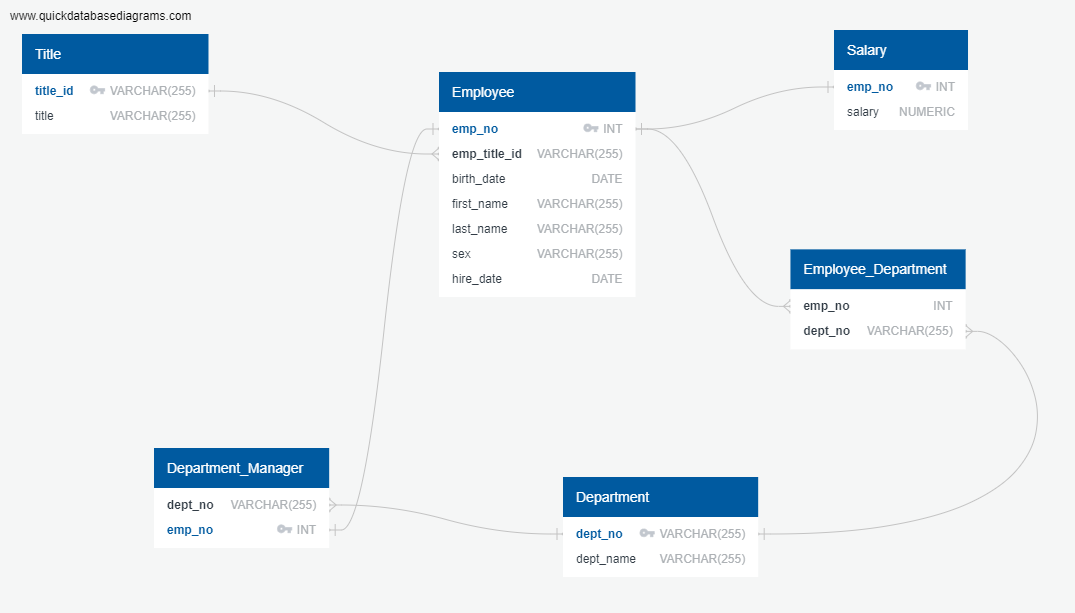 www.quickdatabasediagrams.com
Title
title_id VARCHAR(255)
title VARCHAR(255)
Employee
emp_no INT
emp_title_id VARCHAR(255)
birth_date DATE
first_name VARCHAR(255)
last_name VARCHAR(255)
sex VARCHAR(255)
hire_date DATE
Salary
emp_no INT
salary NUMERIC
Employee_Department
emp_no INT
dept_no VARCHAR(255)
Department_Manager
dept_no VARCHAR(255)
emp_no INT
Department
dept_no VARCHAR(255)
dept_name VARCHAR(255)